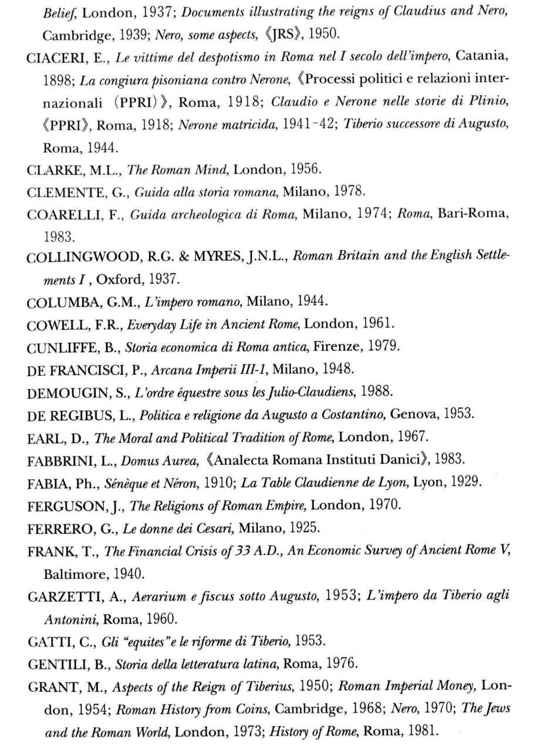 Belief, London, 1937; Documents illustrating the reigns of Claudius and Nero,
Cambridge, 1939; Nero, some aspects, 《JRS》, 1950.
CIACERI, E., Le vittime del despotismo in Roma nel I secolo dell'impero, Catania,
1898; La congiura pisoniana contro Nerone, 《Processi politici e relazioni inter-
nazionali (PPRI)》, Roma, 1918; Claudio e Nerone nelle storie di Plinio,
《PPRI》, Roma, 1918; Nerone matricida, 1941-42; Tiberio successore di Augusto,
Roma, 1944.
CLARKE, M.L., The Roman Mind, London, 1956.
CLEMENTE, G., Guida alla storia romana, Milano, 1978.
COARELLI, F., Guida archeologica di Roma, Milano, 1974; Roma, Bari-Roma,
1983.
COLLINGWOOD, R.G. & MYRES, J.N.L., Roman Britain and the English Settle-
ments I, Oxford, 1937.
COLUMBA, G.M., L'impero romano, Milano, 1944.
COWELL, F.R., Everyday Life in Ancient Rome, London, 1961.
CUNLIFFE, B., Storia economica di Roma antica, Firenze, 1979.
DE FRANCISCI, P., Arcana Imperii III-1, Milano, 1948.
DEMOUGIN, S., L'ordre équestre sous les Julio-Claudiens, 1988.
DE REGIBUS, L., Politica e religione da Augusto a Costantino, Genova, 1953.
EARL, D., The Moral and Political Tradition of Rome, London, 1967.
FABBRINI, L., Domus Aurea, 《Analecta Romana Instituti Danici》, 1983.
FABIA, Ph., Sénèque et Néron, 1910; La Table Claudienne de Lyon, Lyon, 1929.
FERGUSON, J., The Religions of Roman Empire, London, 1970.
FERRERO, G., Le donne dei Cesari, Milano, 1925.
FRANK, T., The Financial Crisis of 33 A.D., An Economic Survey of Ancient Rome V,
Baltimore, 1940.
GARZETTI, A., Aerarium e fiscus sotto Augusto, 1953; L'impero da Tiberio agli
Antonini, Roma, 1960.
GATTI, C., Gli "equites" e le riforme di Tiberio, 1953.
GENTILI, B., Storia della letteratura latina, Roma, 1976.
GRANT, M., Aspects of the Reign of Tiberius, 1950; Roman Imperial Money, Lon-
don, 1954; Roman History from Coins, Cambridge, 1968; Nero, 1970; The Jews
and the Roman World, London, 1973; History of Rome, Roma, 1981.